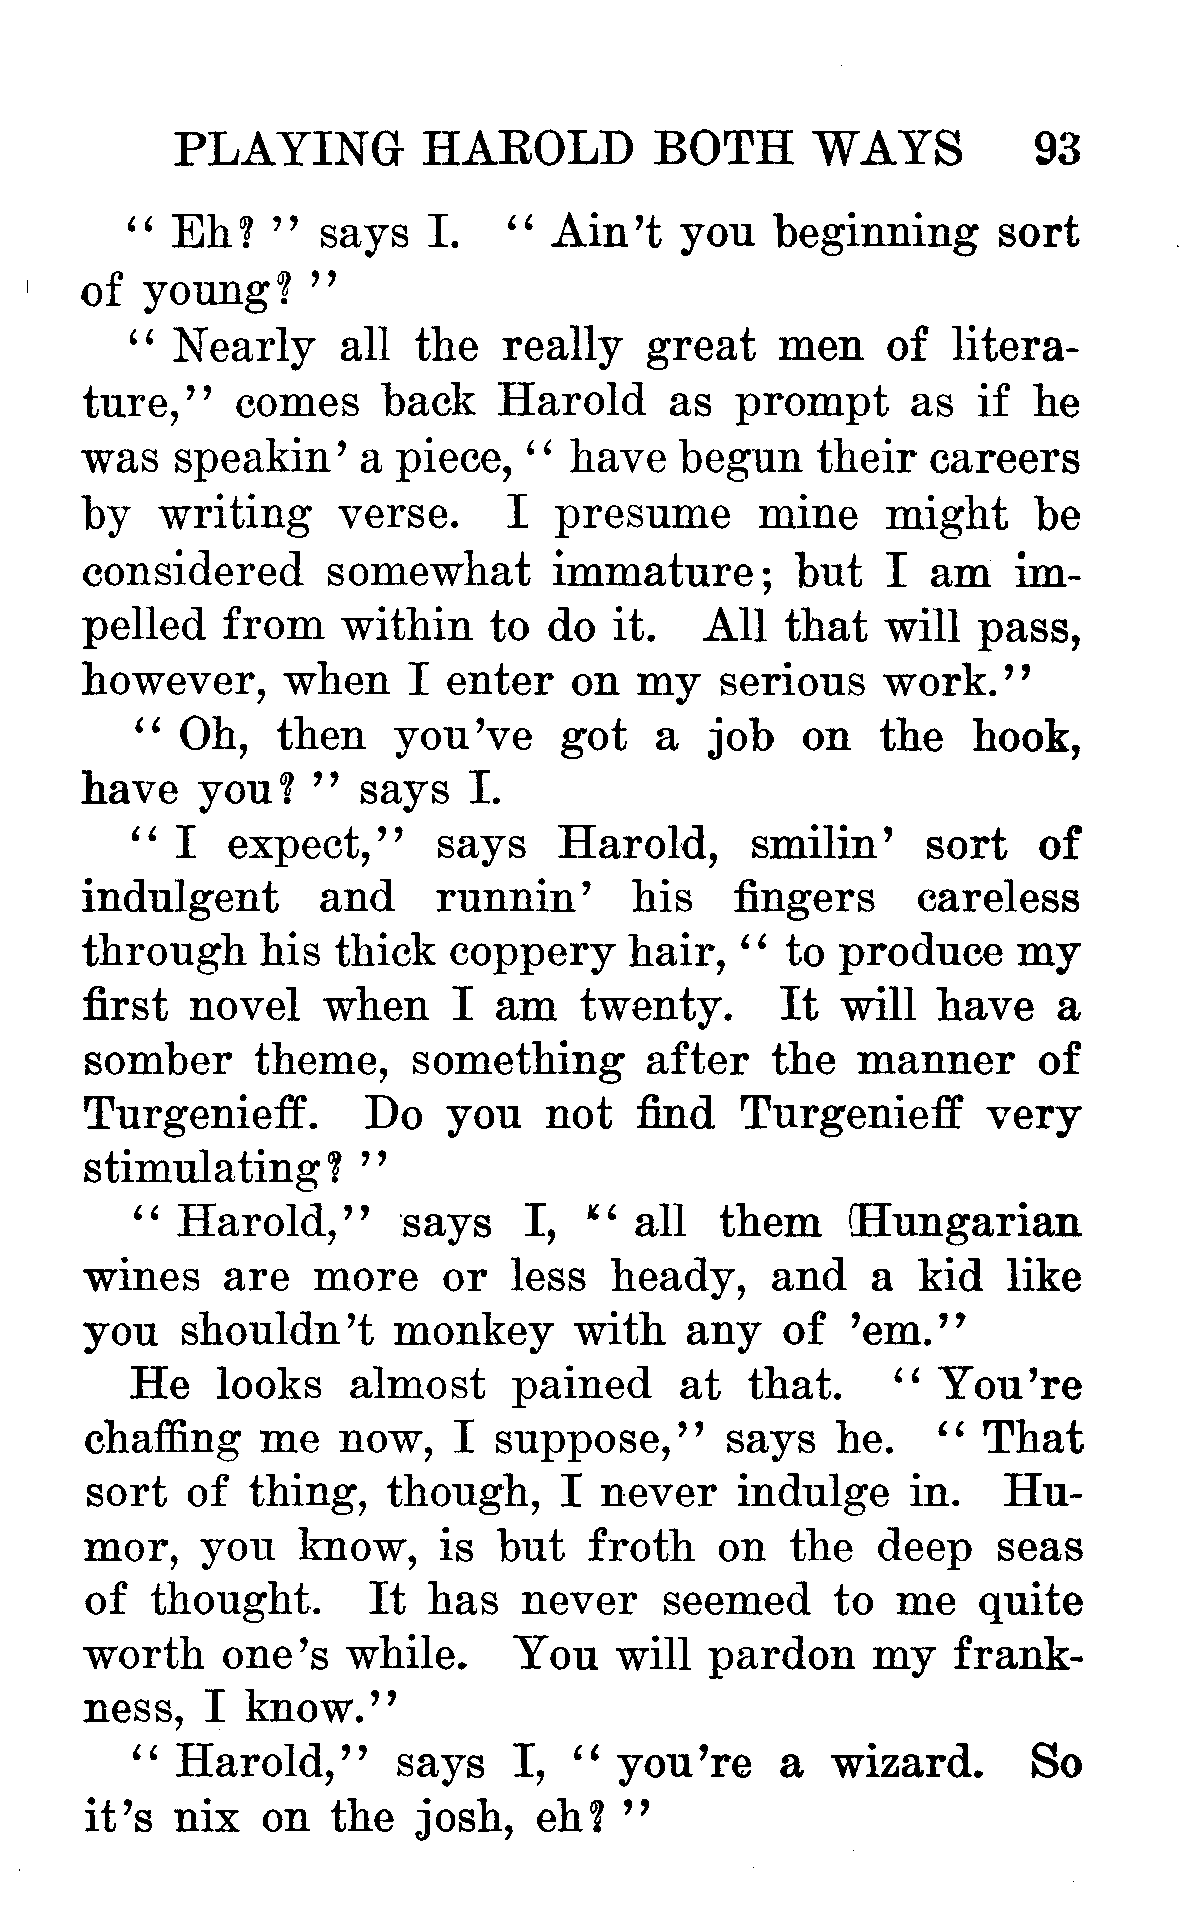 PLAYING HAROLD BOTH WAYS 93
“ Eh? ” says I. “ Ain’t you beginning sort
of young? ”
“ Nearly all the really great men of litera-
ture,” comes back Harold as prompt as if he
was speakin’ a piece, “ have begun their careers
by writing verse. I presume mine might be
considered somewhat immature; but I am im-
pelled from within to do it. All that will pass,
however, when I enter on my serious work.”
“ Oh, then you’ve got a job on the hook,
have you? ” says I.
“ I expect,” says Harold, smilin’ sort of
indulgent and runnin’ his fingers careless
through his thick coppery hair, “ to produce my
first novel when I am twenty. It will have a
somber theme, something after the manner of
Turgenieff. Do you not find Turgenieff very
stimulating? ”
“ Harold,” says I, “ all them Hungarian
wines are more or less heady, and a kid like
you shouldn’t monkey with any of ’em.”
He looks almost pained at that. “ You’re
chaffing me now, I suppose,” says he. “ That
sort of thing, though, I never indulge in. Hu-
mor, you know, is but froth on the deep seas
of thought. It has never seemed to me quite
worth one’s while. You will pardon my frank-
ness, I know.”
“ Harold,” says I, “ you’re a wizard. So
it’s nix on the josh, eh? ”